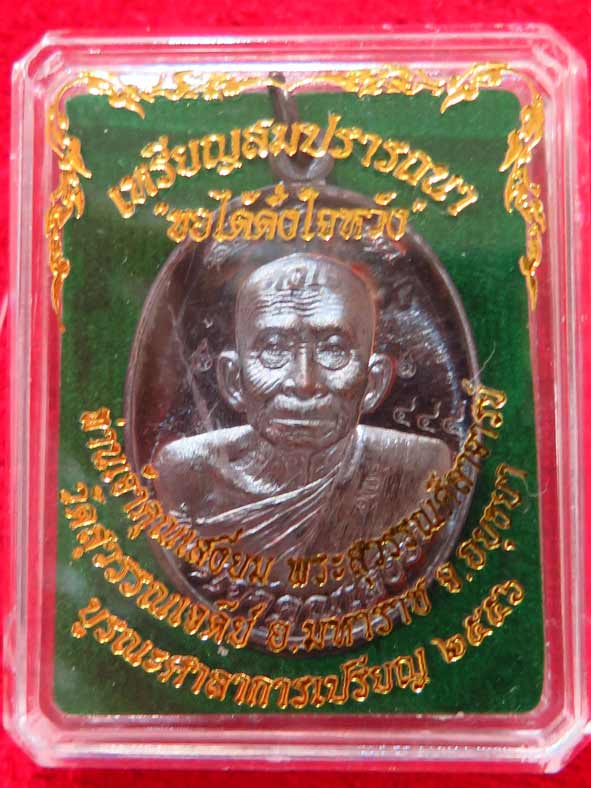 เหรียญสมปรารถนา
"ขอได้ดั่งใจหวัง"
ท่านเจ้าคุณเสงี่ยม พระสุวรรณศีลาจารย์
วัดสุวรรณเจดีย์ อ.มหาราช จ.อยุธยา
บูรณะศาลาการเปรียญ ๒๕๕๖